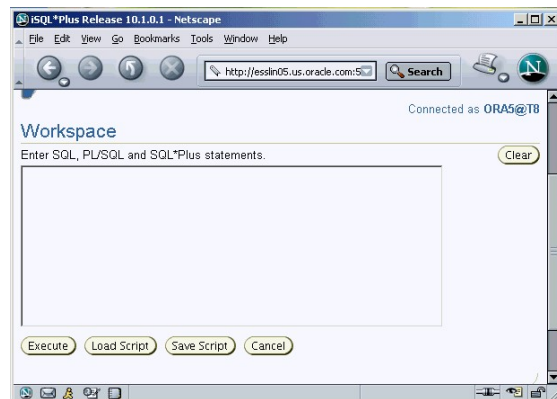 iSQL*Plus Release 10.1.0.1 - Netscape
File Edit View Go Bookmarks Tools Window Help
http://esslin05.us.oracle.com:5
Search
N
Connected as ORA5@T8
Workspace
Enter SQL, PL/SQL and SQL*Plus statements.
Clear
Execute Load Script Save Script Cancel